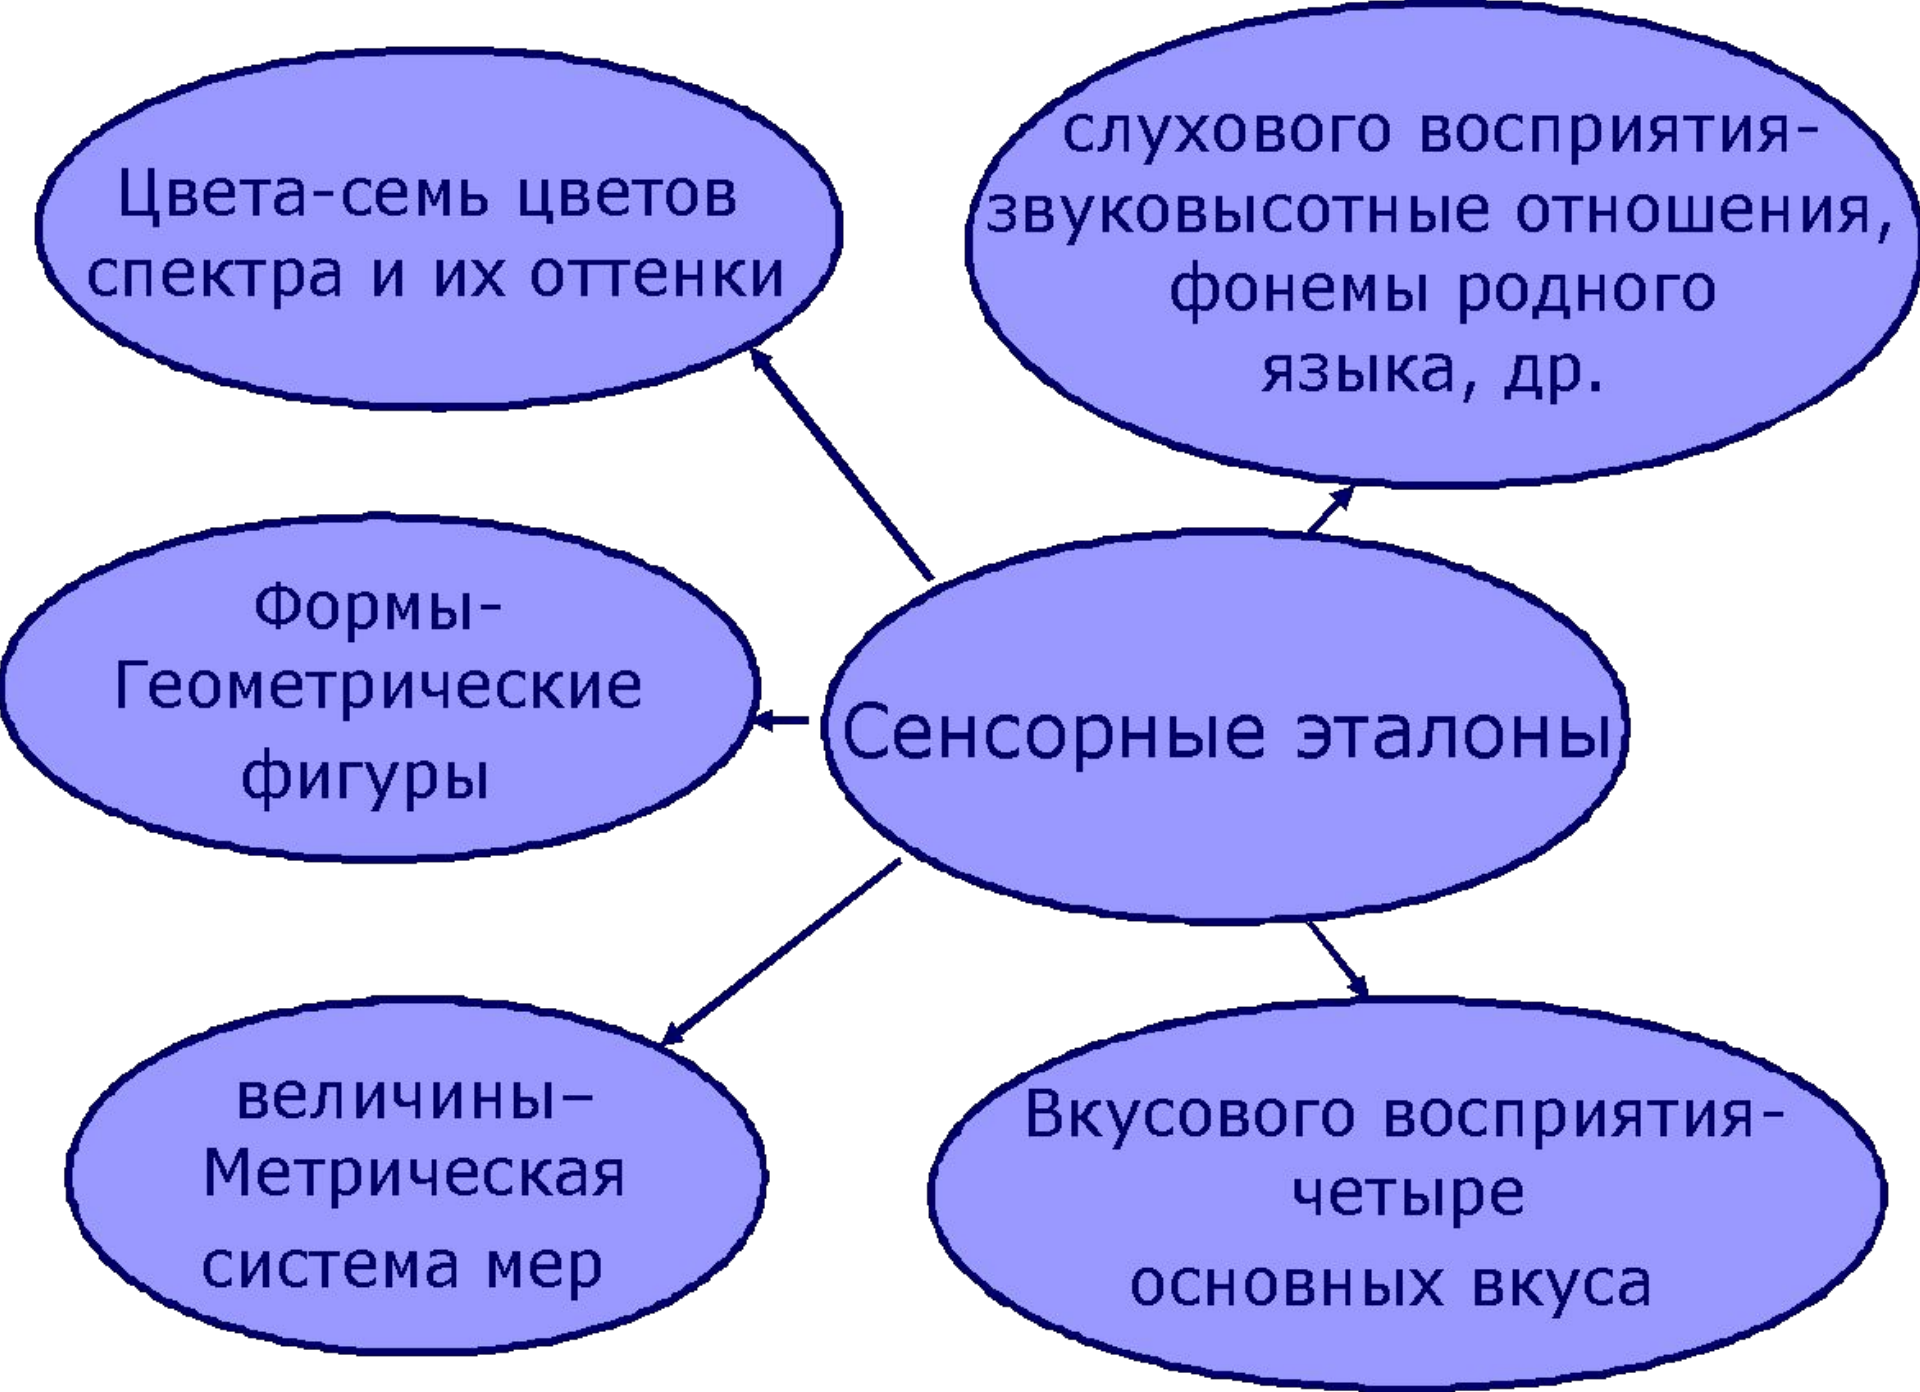 Цвета-семь цветов
спектра и их оттенки
слухового восприятия-
звуковысотные отношения,
фонемы родного
языка, др.
Формы-
Геометрические
фигуры
Сенсорные эталоны
величины–
Метрическая
система мер
Вкусового восприятия-
четыре
основных вкуса